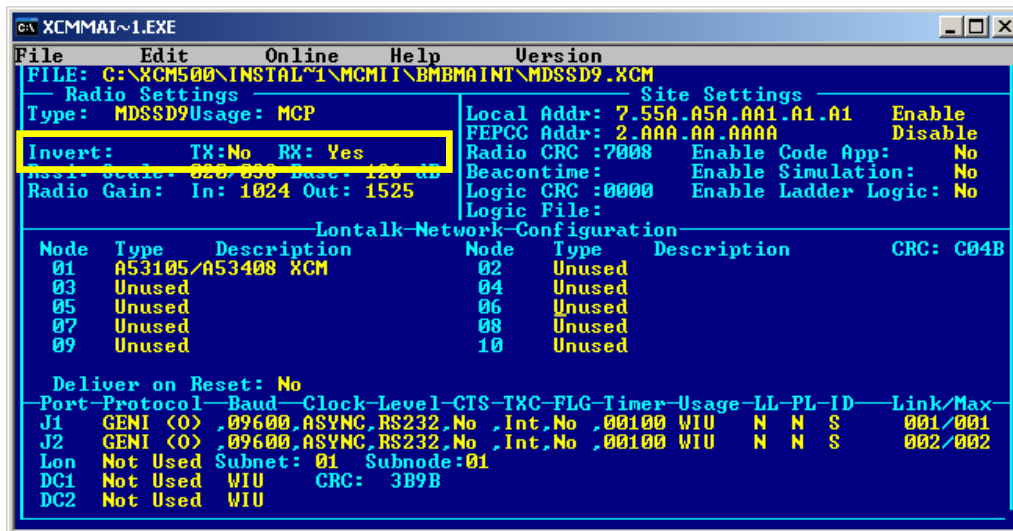 XCMMAI~1.EXE
File Edit Online Help Version
FILE: C:\XCM500\INSTAL~1\MCMII\BMBMAINT\MDSSD9.XCM
Radio Settings
Site Settings
Type: MDSSD9Usage: MCP
Local Addr: 7.55A.A5A.AA1.A1.A1 Enable
FEPCC Addr: 2.AAA.AA.AAAA Disable
Invert: TX:No RX: Yes
Radio CRC :7008 Enable Code App: No
Scale: Base: 126 dB
Beacontime: Enable Simulation: No
Radio Gain: In: 1024 Out: 1525
Logic CRC :0000 Enable Ladder Logic: No
Logic File:
Lontalk-Network-Configuration
Node Type Description Node Type Description CRC: C04B
01 A53105/A53408 XCM 02 Unused
03 Unused 04 Unused
05 Unused 06 Unused
07 Unused 08 Unused
09 Unused 10 Unused
Deliver on Reset: No
Port-Protocol-Baud-Clock-Level-CTS-TXC-FLG-Timer-Usage-LL-PL-ID-Link/Max
J1 GENI (O) ,09600,ASYNC,RS232,No ,Int,No ,00100 WIU N N S 001/001
J2 GENI (O) ,09600,ASYNC,RS232,No ,Int,No ,00100 WIU N N S 002/002
Lon Not Used Subnet: 01 Subnode:01
DC1 Not Used WIU CRC: 3B9B
DC2 Not Used WIU